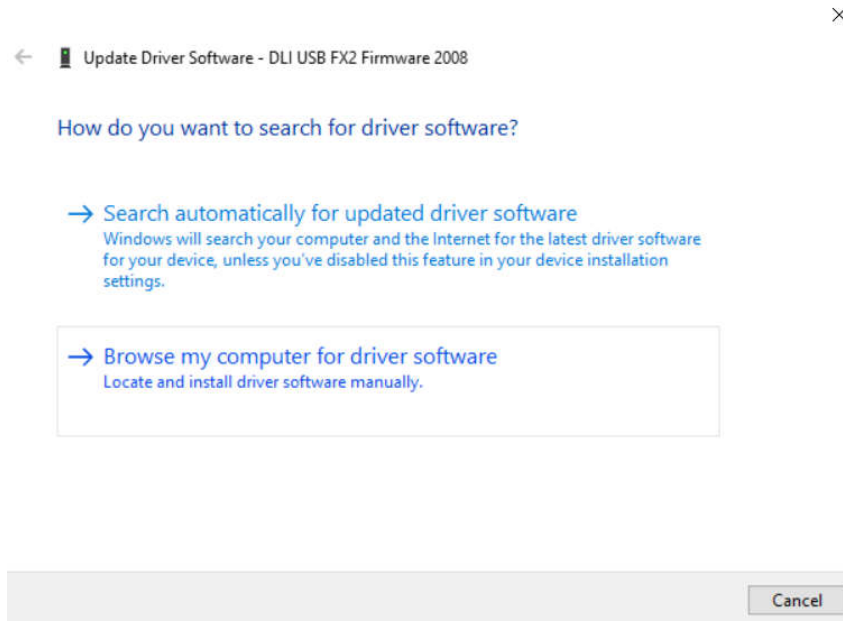 Update Driver Software - DLI USB FX2 Firmware 2008
How do you want to search for driver software?
Search automatically for updated driver software
Windows will search your computer and the Internet for the latest driver software
for your device, unless you've disabled this feature in your device installation
settings.
Browse my computer for driver software
Locate and install driver software manually.
Cancel